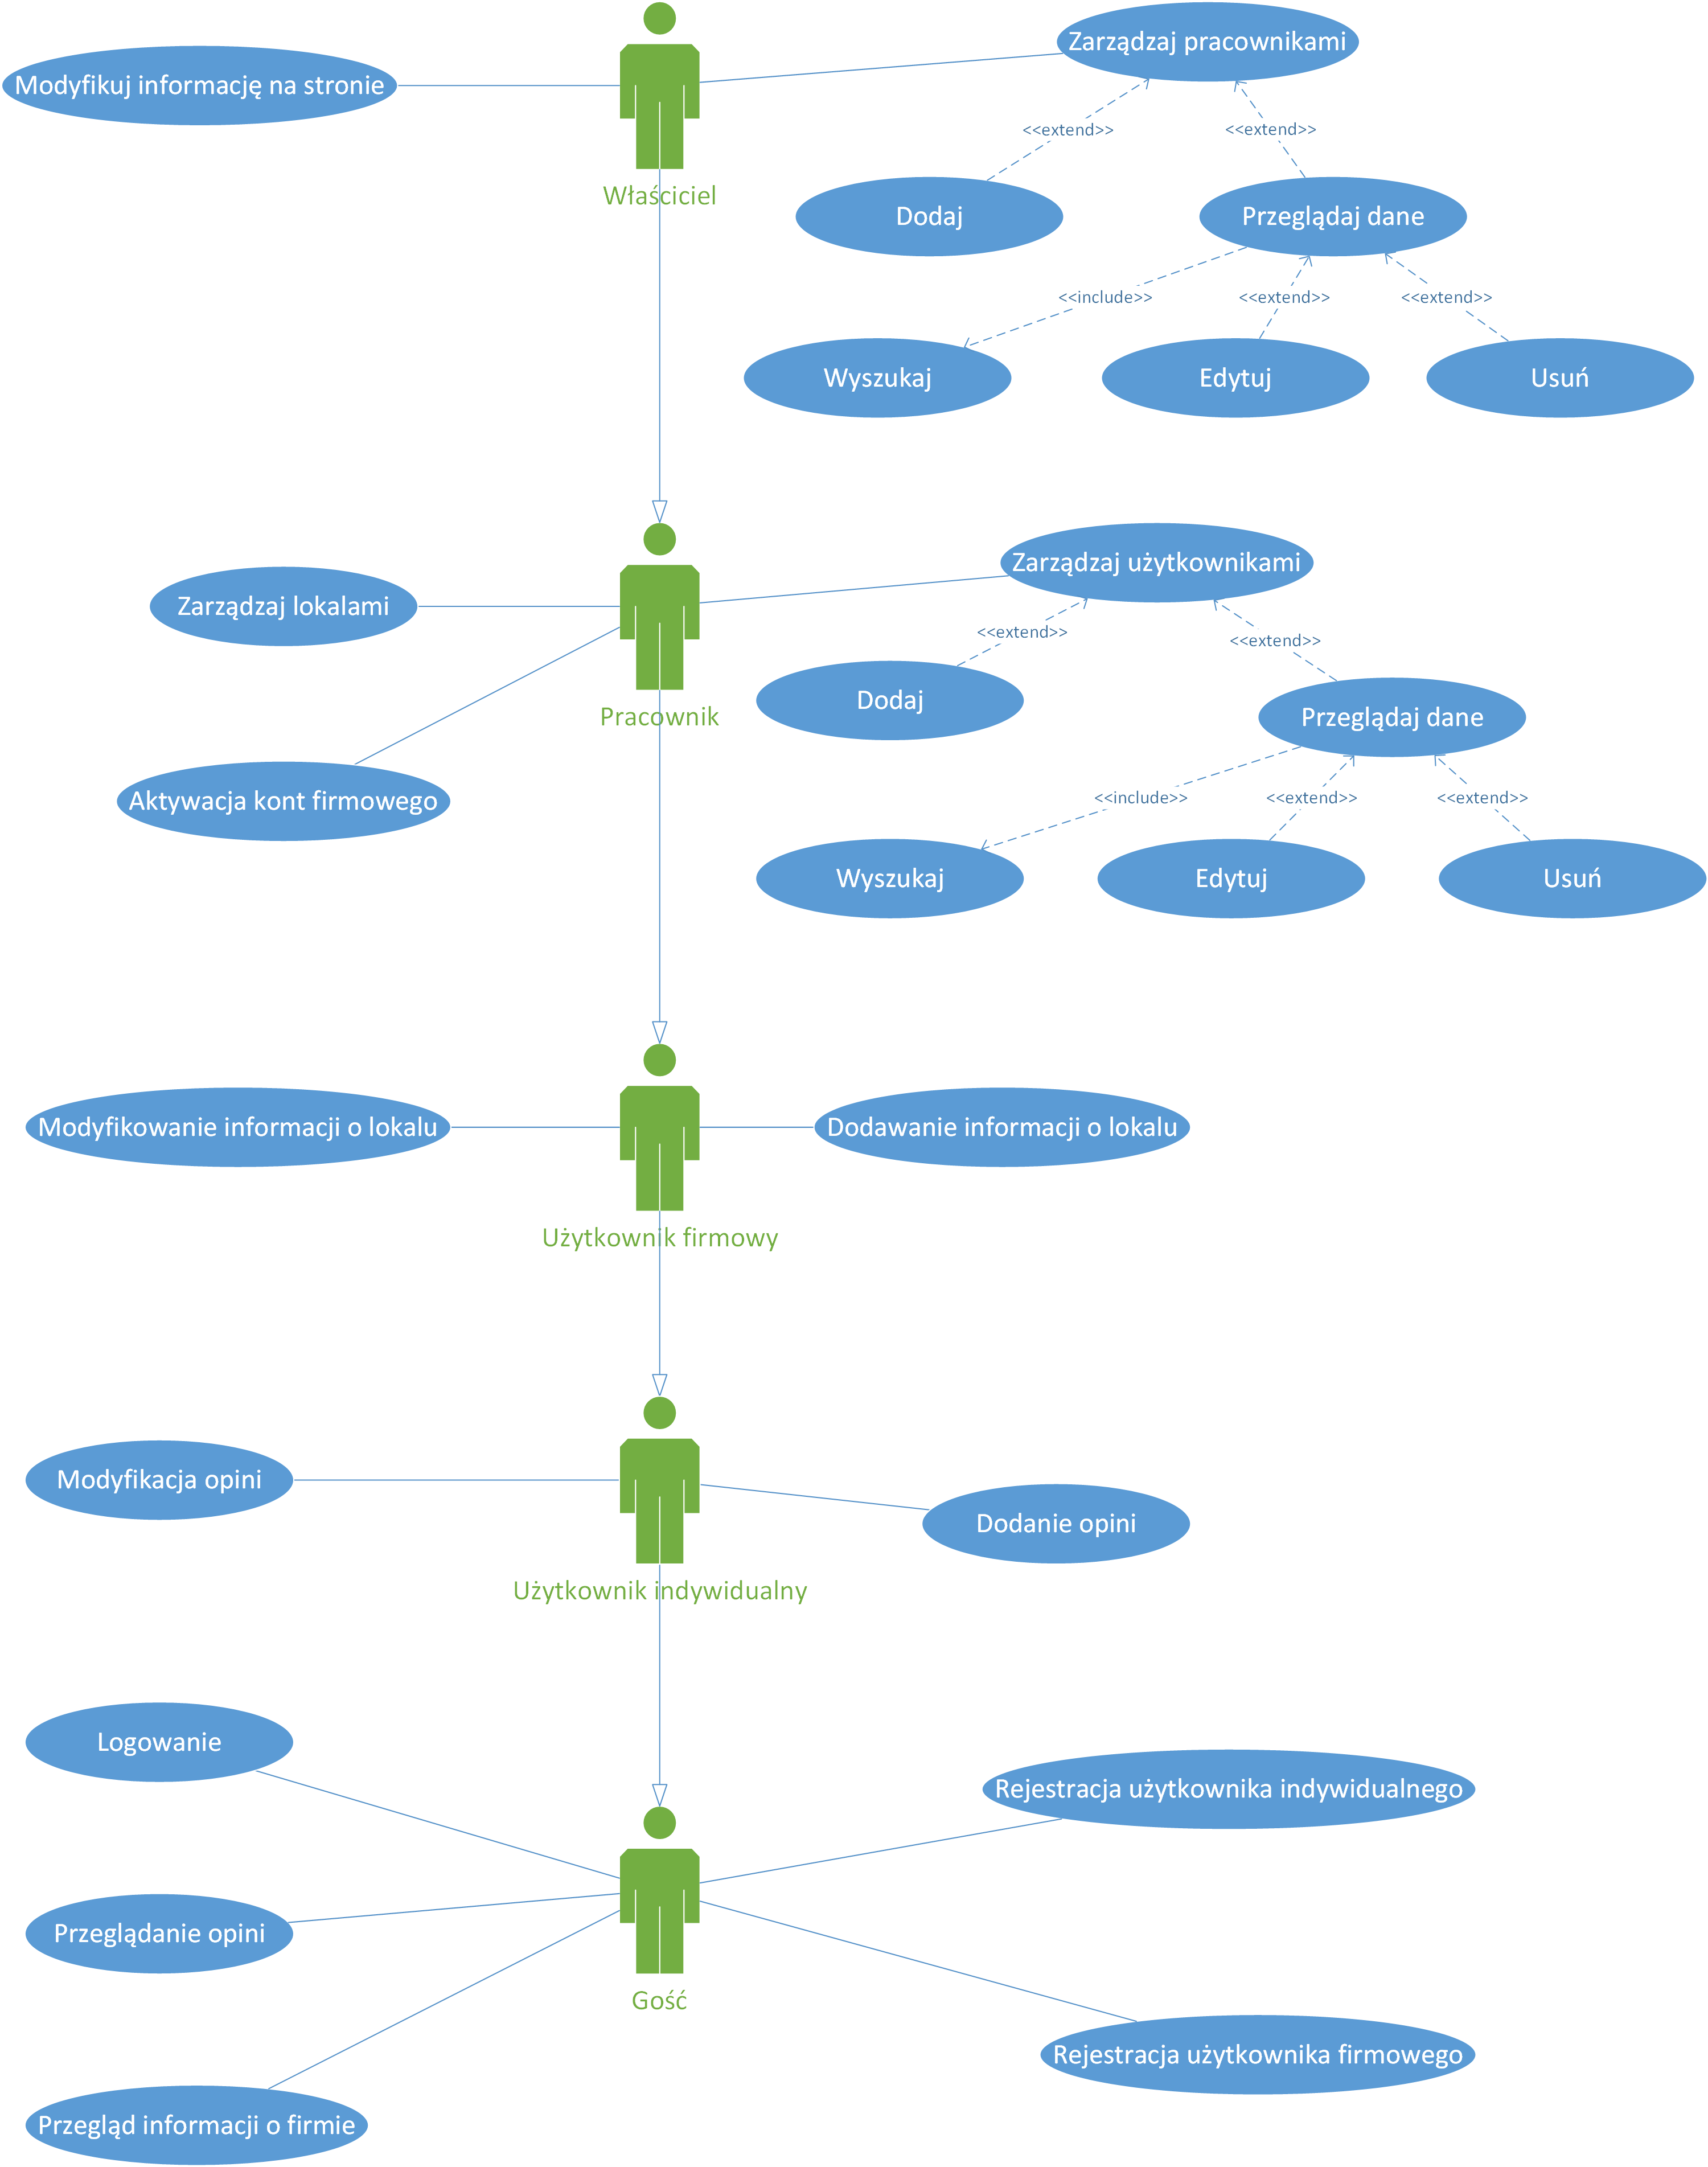 Zarządzaj pracownikami
Modyfikuj informację na stronie
<<extend>>
<<extend>>
Właściciel
Dodaj
Przeglądaj dane
<<include>>
<<extend>>
<<extend>>
Wyszukaj
Edytuj
Usuń
Zarządzaj użytkownikami
Zarządzaj lokalami
<<extend>>
<<extend>>
Dodaj
Pracownik
Przeglądaj dane
Aktywacja kont firmowego
<<include>>
<<extend>>
<<extend>>
Wyszukaj
Edytuj
Usuń
Modyfikowanie informacji o lokalu
Dodawanie informacji o lokalu
Użytkownik firmowy
Modyfikacja opini
Dodanie opini
Użytkownik indywidualny
Logowanie
Rejestracja użytkownika indywidualnego
Przeglądanie opini
Gość
Rejestracja użytkownika firmowego
Przegląd informacji o firmie